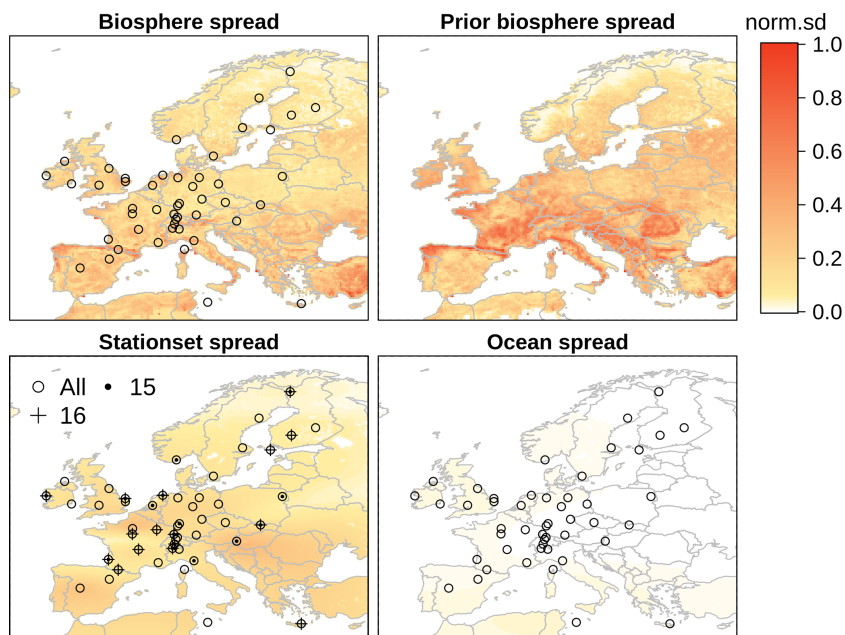 Biosphere spread
Prior biosphere spread
norm.sd
1.0
0.8
0.6
0.4
0.2
0.0
Stationset spread
Ocean spread
All
15
16